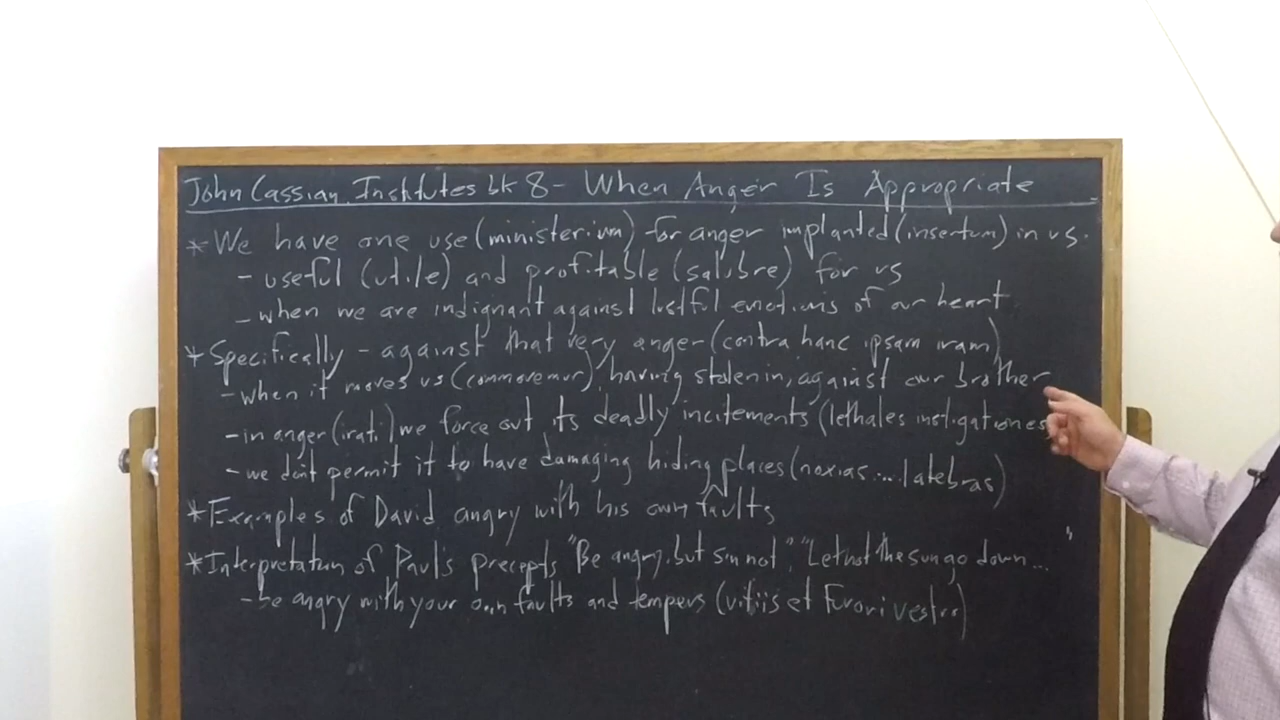 John Cassian, Institutes bk 8 - When Anger Is Appropriate
* We have one use (ministerium) for anger implanted (insertum) in us.
- useful (utile) and profitable (salubre) for us
- when we are indignant against lustful emotions of our heart
* Specifically - against that very anger (contra hanc ipsam iram)
- when it moves us (commovemur), having stolen in, against our brother
- in anger (irati) we force out its deadly incitements (lethales instigationes
- we don't permit it to have damaging hiding places (noxias... latebras)
* Examples of David angry with his own faults
* Interpretation of Paul's precepts "Be angry, but sin not", "Let not the sun go down..."
- be angry with your own faults and tempers (vitiis et furori vestro)